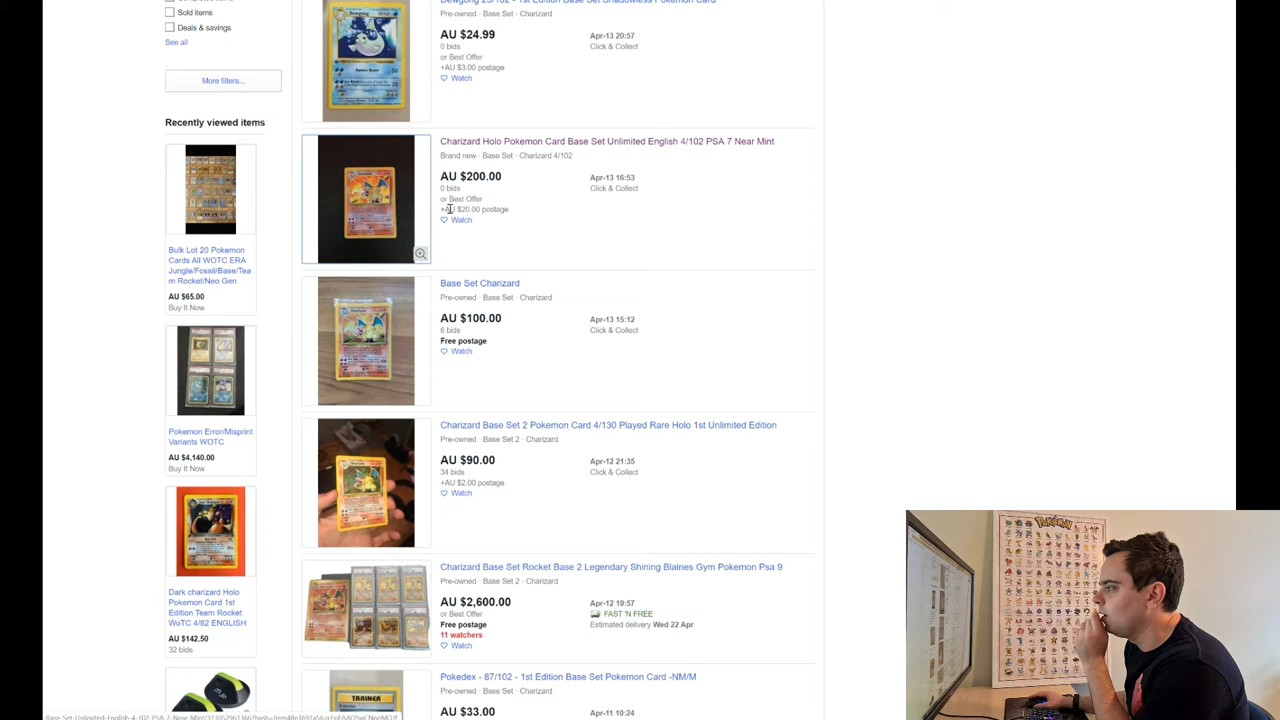 Sold items
Deals & savings
See all
More filters...
Recently viewed items
Bulk Lot 20 Pokemon
Cards All WOTC ERA
Jungle/Fossil/Base/Tea
m Rocket/Neo Gen
AU $65.00
Buy It Now
Pokemon Error/Misprint
Variants WOTC
AU $4,140.00
Buy It Now
Dark charizard Holo
Pokemon Card 1st
Edition Team Rocket
WoTC 4/82 ENGLISH
AU $142.50
32 bids
Dewgong 25/102 - 1st Edition Base Set Shadowless Pokemon Card
Pre-owned · Base Set · Charizard
AU $24.99
0 bids
or Best Offer
+AU $3.00 postage
Watch
Apr-13 20:57
Click & Collect
Charizard Holo Pokemon Card Base Set Unlimited English 4/102 PSA 7 Near Mint
Brand new · Base Set · Charizard 4/102
AU $200.00
0 bids
or Best Offer
+AU $20.00 postage
Watch
Apr-13 16:53
Click & Collect
Base Set Charizard
Pre-owned · Base Set · Charizard
AU $100.00
6 bids
Free postage
Watch
Apr-13 15:12
Click & Collect
Charizard Base Set 2 Pokemon Card 4/130 Played Rare Holo 1st Unlimited Edition
Pre-owned · Base Set 2 · Charizard
AU $90.00
34 bids
+AU $2.00 postage
Watch
Apr-12 21:35
Click & Collect
Charizard Base Set Rocket Base 2 Legendary Shining Blaines Gym Pokemon Psa 9
Pre-owned · Base Set 2 · Charizard
AU $2,600.00
or Best Offer
Free postage
11 watchers
Watch
Apr-12 19:57
FAST 'N FREE
Estimated delivery Wed 22 Apr
Pokedex - 87/102 - 1st Edition Base Set Pokemon Card -NM/M
Pre-owned · Base Set · Charizard
AU $33.00
Apr-11 10:24
TRAINER
POKéMON